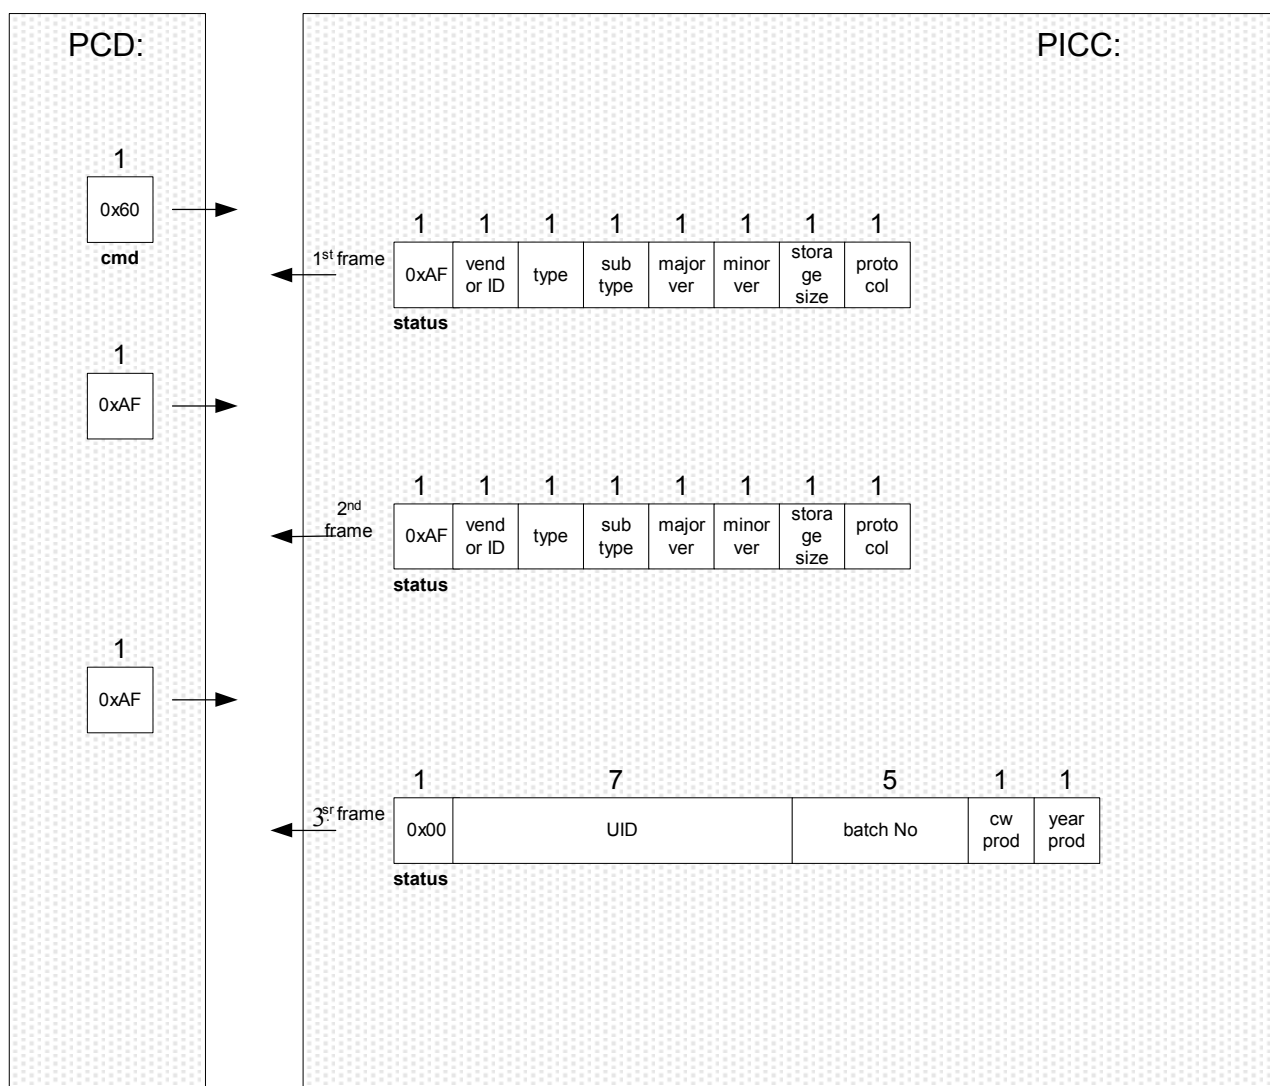 PCD:
PICC:
1
0x60
cmd
1 1 1 1 1 1 1 1
1st frame
0xAF
vend
or ID
type
sub
type
major
ver
minor
ver
stora
ge
size
proto
col
status
1
0xAF
1 1 1 1 1 1 1 1
2nd
frame
0xAF
vend
or ID
type
sub
type
major
ver
minor
ver
stora
ge
size
proto
col
status
1
0xAF
1 7 5 1 1
3.sr frame
0x00
UID
batch No
cw
prod
year
prod
status